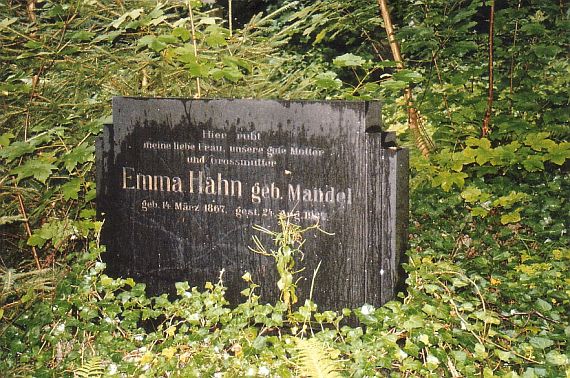 Hier ruht
meine liebe Frau, unsere gute Mutter
und Grossmutter
Emma Hahn geb. Mandel
geb. 14. März 1867. gest. 24.